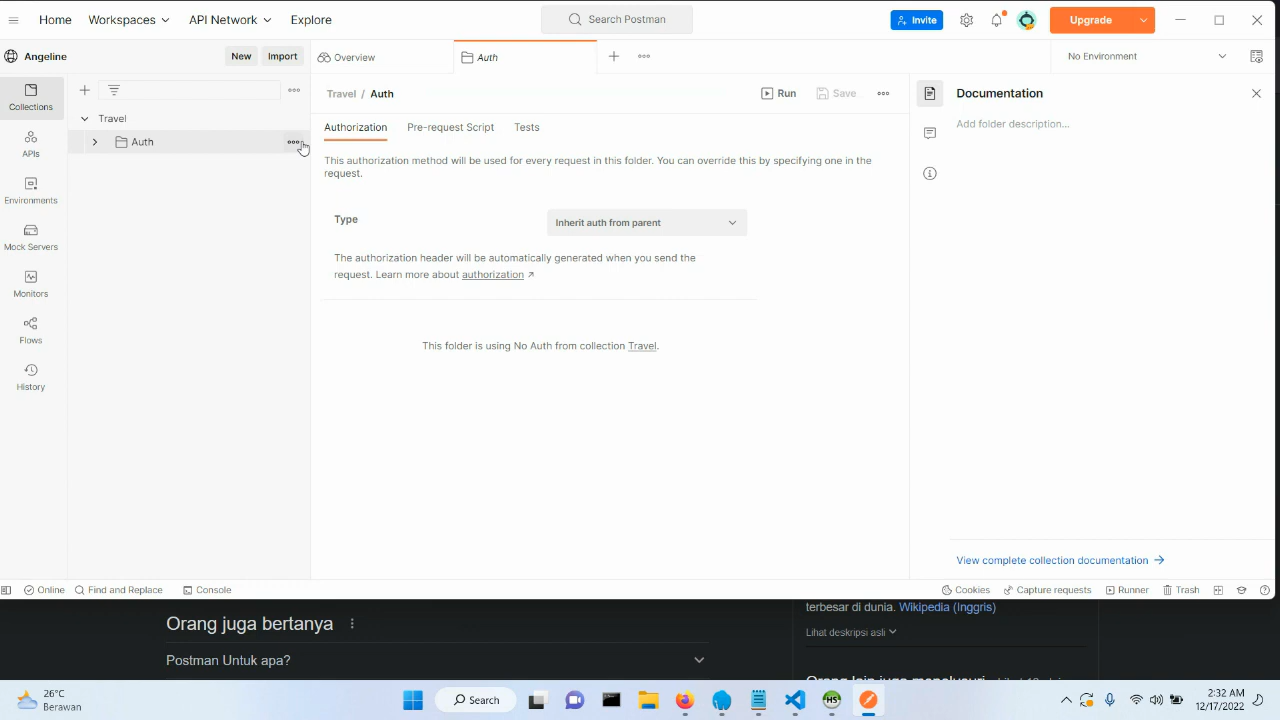 Home Workspaces API Network Explore Search Postman Invite Upgrade
Angeline New Import Overview Auth No Environment
Collections
APIs
Environments
Mock Servers
Monitors
Flows
History
Travel
Auth
Travel / Auth Run Save
Authorization Pre-request Script Tests
This authorization method will be used for every request in this folder. You can override this by specifying one in the
request.
Type Inherit auth from parent
The authorization header will be automatically generated when you send the
request. Learn more about authorization ↗
This folder is using No Auth from collection Travel.
Documentation
Add folder description...
View complete collection documentation →
Online Find and Replace Console Cookies Capture requests Runner Trash
terbesar di dunia. Wikipedia (Inggris)
Lihat deskripsi asli
Orang juga bertanya
Postman Untuk apa?
26°C
Berawan
Search
HS
2:32 AM
12/17/2022